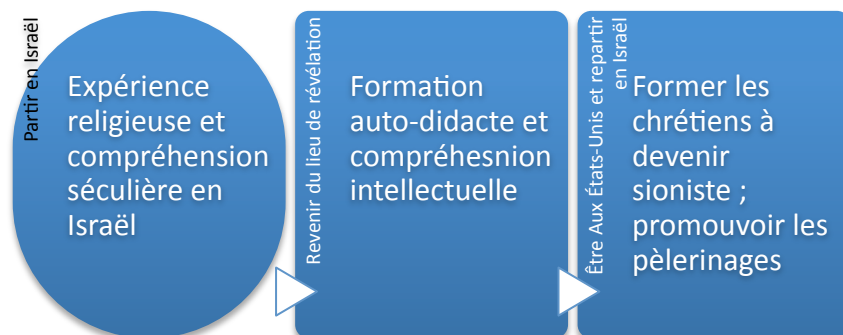 Partir en Israël
Expérience
religieuse et
compréhension
séculière en
Israël
Revenir du lieu de révélation
Formation
auto-didacte et
compréhesnion
intellectuelle
Être Aux États-Unis et repartir
en Israël
Former les
chrétiens à
devenir
sioniste ;
promouvoir les
pèlerinages